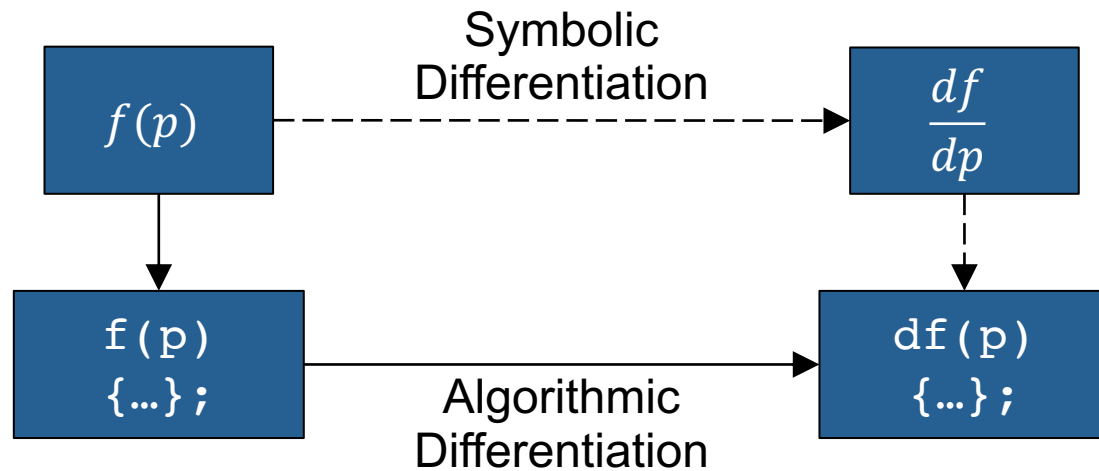 Symbolic
Differentiation
f(p)
df
dp
f(p)
{…};
df(p)
{…};
Algorithmic
Differentiation